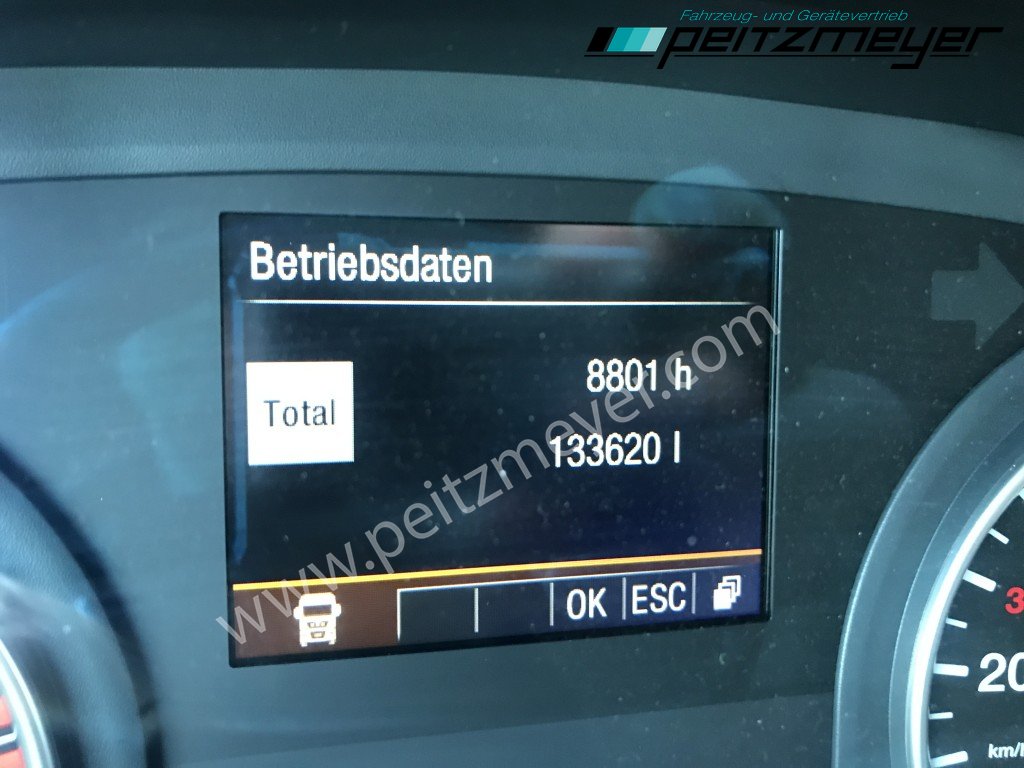 Fahrzeug- und Gerätevertrieb
peitzmeyer
Betriebsdaten
Total
8801 h
133620 l
www.peitzmeyer.com
OK ESC
20
km/h